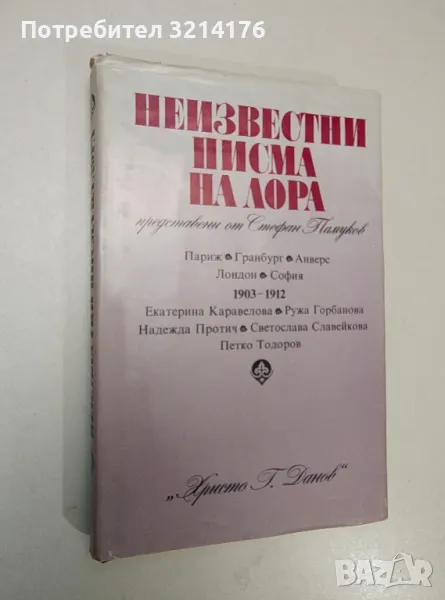 Потребител 3214176
НЕИЗВЕСТНИ
ПИСМА
НА ЛОРА
представени от Стефан Памуков
Париж Гранбург Анверс
Лондон София
1903–1912
Екатерина Каравелова Ружа Горбанова
Надежда Протич Светослава Славейкова
Петко Тодоров
„Христо Г. Данов“
BAZAR